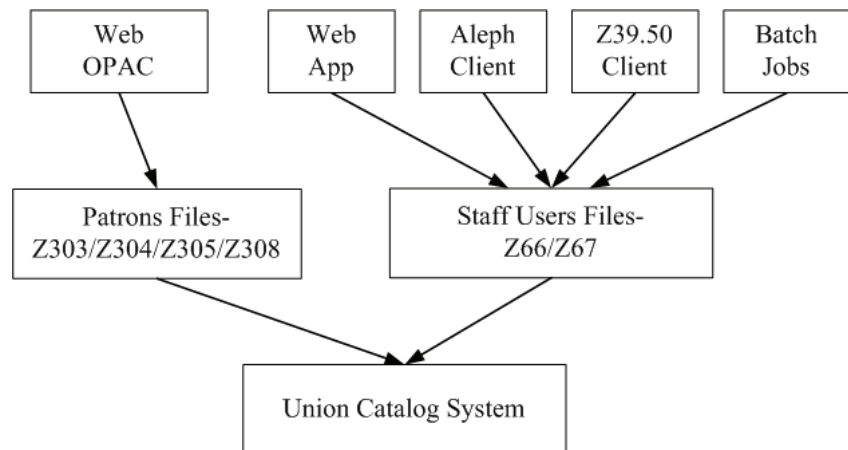 Web
OPAC
Web
App
Aleph
Client
Z39.50
Client
Batch
Jobs
Patrons Files-
Z303/Z304/Z305/Z308
Staff Users Files-
Z66/Z67
Union Catalog System